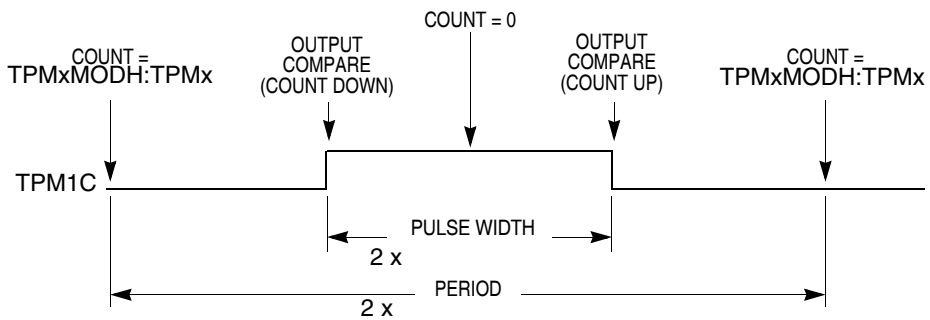 COUNT = 0
COUNT =
TPMxMODH:TPMx
OUTPUT
COMPARE
(COUNT DOWN)
OUTPUT
COMPARE
(COUNT UP)
COUNT =
TPMxMODH:TPMx
TPM1C
PULSE WIDTH
2 x
PERIOD
2 x